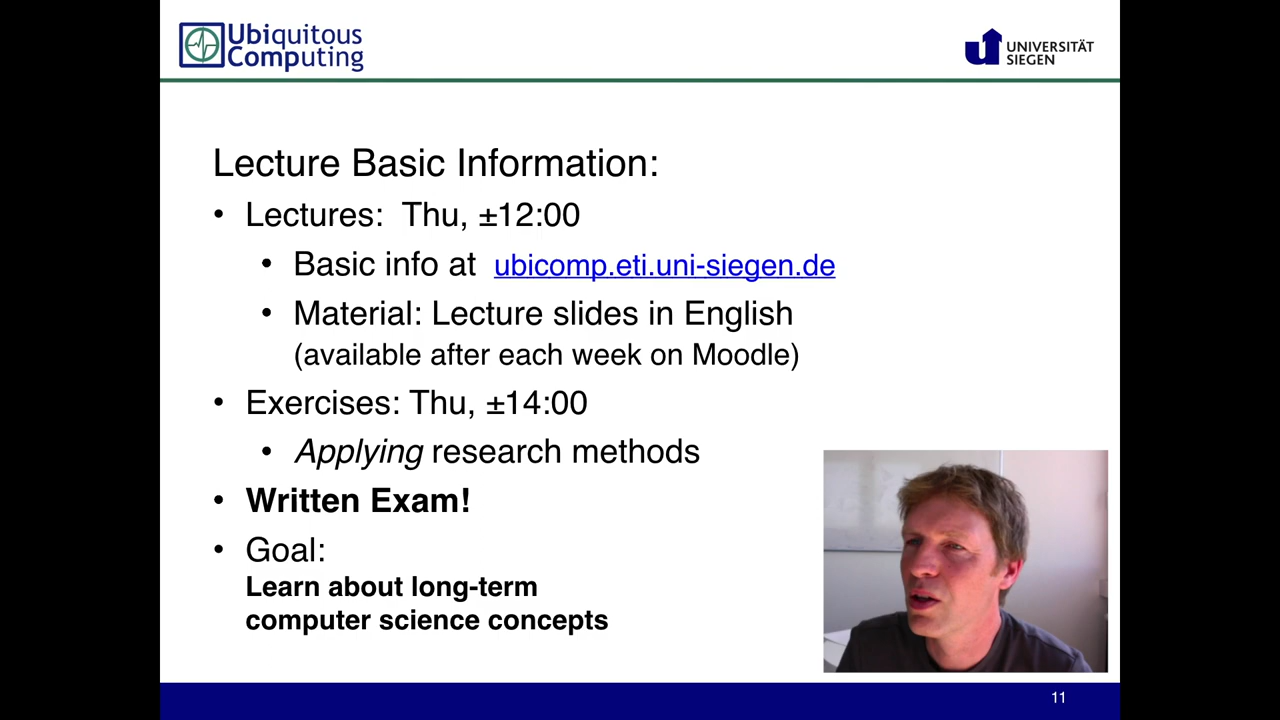 Ubiquitous
Computing
UNIVERSITÄT
SIEGEN
Lecture Basic Information:
• Lectures: Thu, ±12:00
• Basic info at ubicomp.eti.uni-siegen.de
• Material: Lecture slides in English
(available after each week on Moodle)
• Exercises: Thu, ±14:00
• Applying research methods
• Written Exam!
• Goal:
Learn about long-term
computer science concepts
11